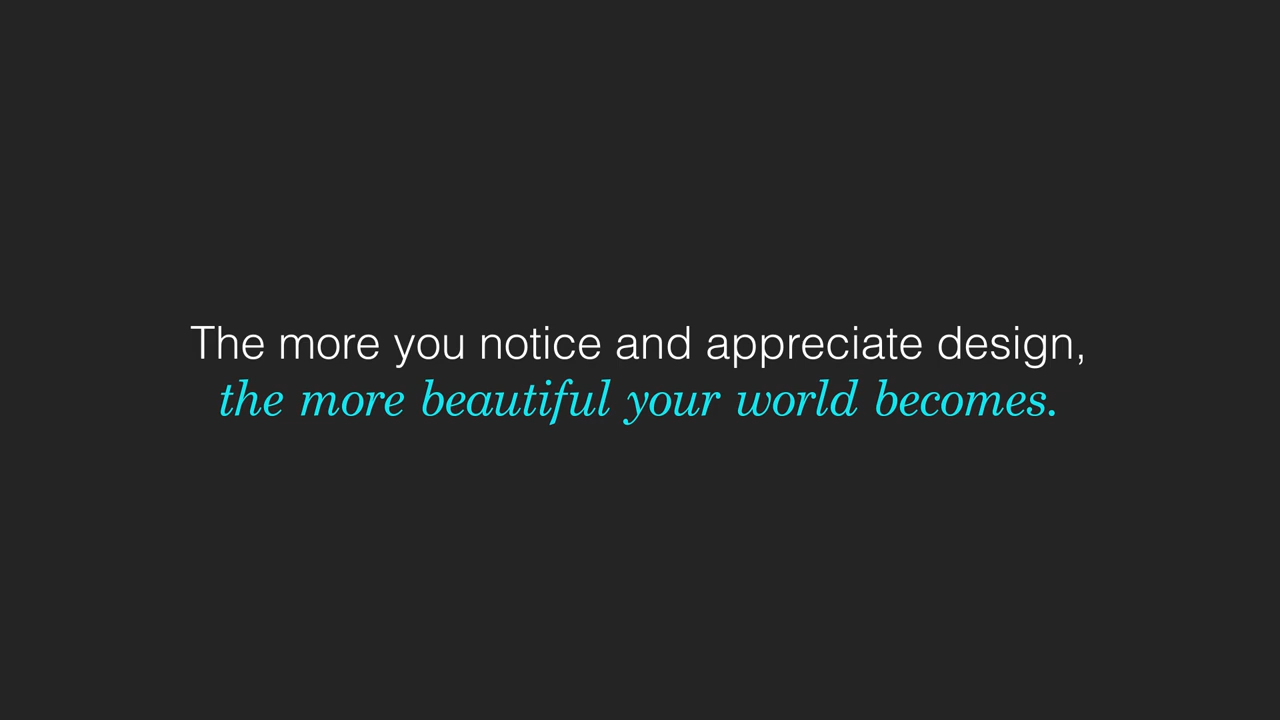 The more you notice and appreciate design,
the more beautiful your world becomes.